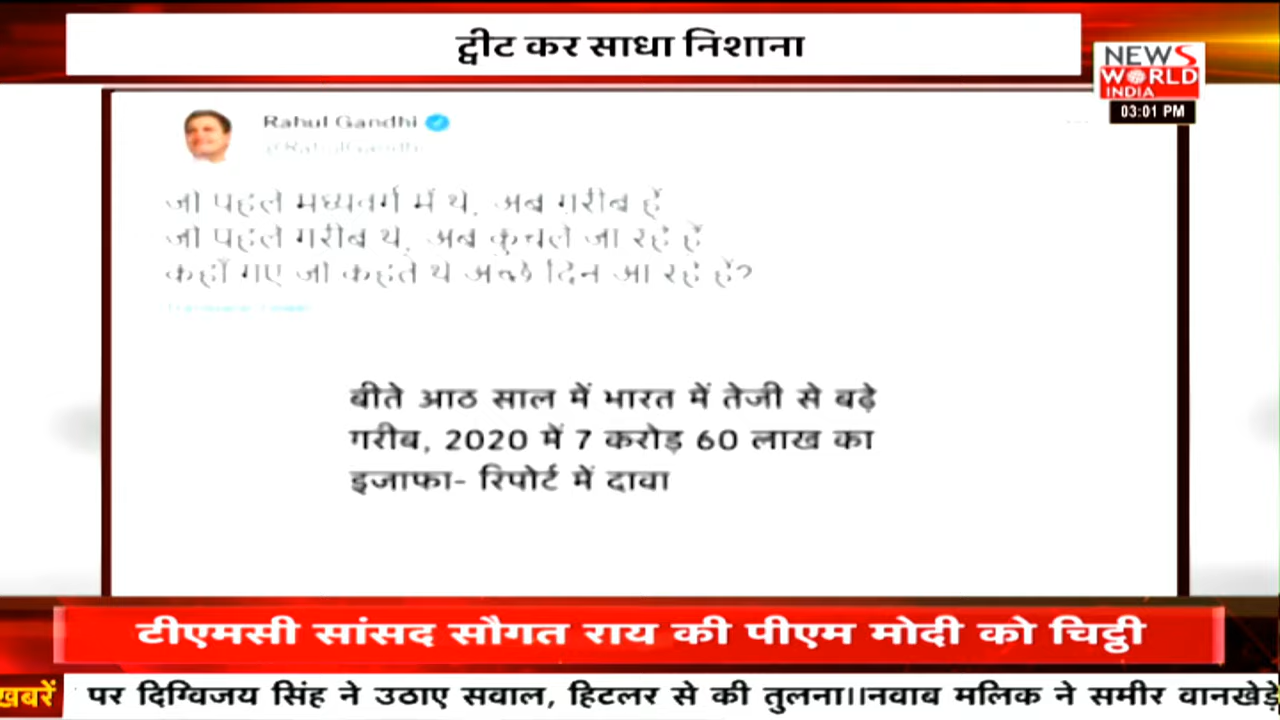 ट्वीट कर साधा निशाना
NEWS
WORLD
INDIA
03:01 PM
Rahul Gandhi
@RahulGandhi
जो पहले मध्यवर्ग में थे, अब ग़रीब हैं
जो पहले गरीब थे, अब कुचले जा रहे हैं
कहाँ गए जो कहते थे अच्छे दिन आ रहे हैं?
बीते आठ साल में भारत में तेजी से बढ़े
गरीब, 2020 में 7 करोड़ 60 लाख का
इजाफा- रिपोर्ट में दावा
टीएमसी सांसद सौगत राय की पीएम मोदी को चिट्ठी
खबरें
पर दिग्विजय सिंह ने उठाए सवाल, हिटलर से की तुलना।।नवाब मलिक ने समीर वानखेड़े